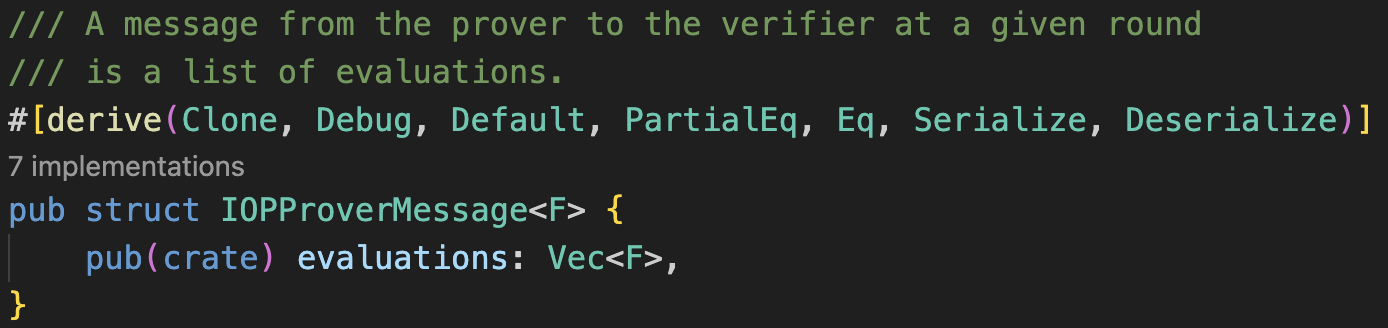 /// A message from the prover to the verifier at a given round
/// is a list of evaluations.
#[derive(Clone, Debug, Default, PartialEq, Eq, Serialize, Deserialize)]
7 implementations
pub struct IOPProverMessage<F> {
    pub(crate) evaluations: Vec<F>,
}